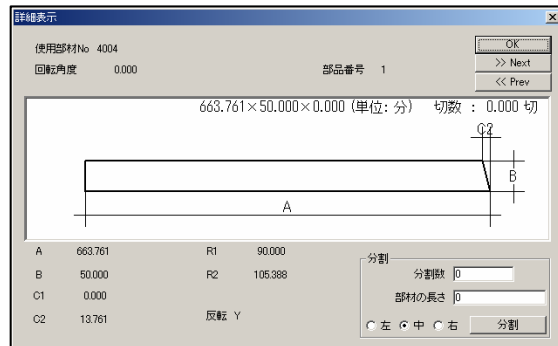 詳細表示
使用部材No 4004
OK
回転角度 0.000
部品番号 1
>> Next
<< Prev
663.761×50.000×0.000 (単位: 分) 切数 : 0.000 切
C2
B
A
A 663.761 R1 90.000
B 50.000 R2 105.388
C1 0.000
C2 13.761 反転 Y
分割
分割数 0
部材の長さ 0
左 中 右 分割